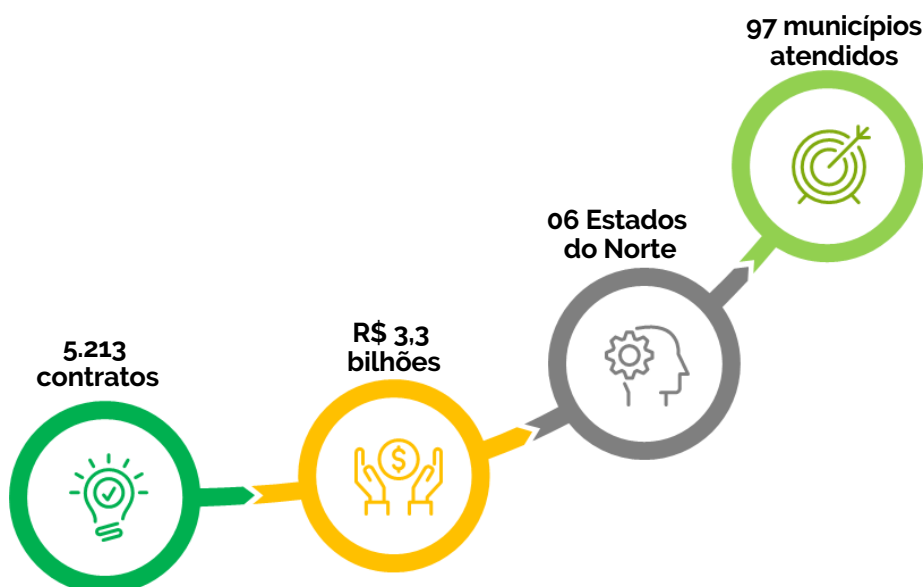 5.213
contratos
R$ 3,3
bilhões
06 Estados
do Norte
97 municípios
atendidos
$